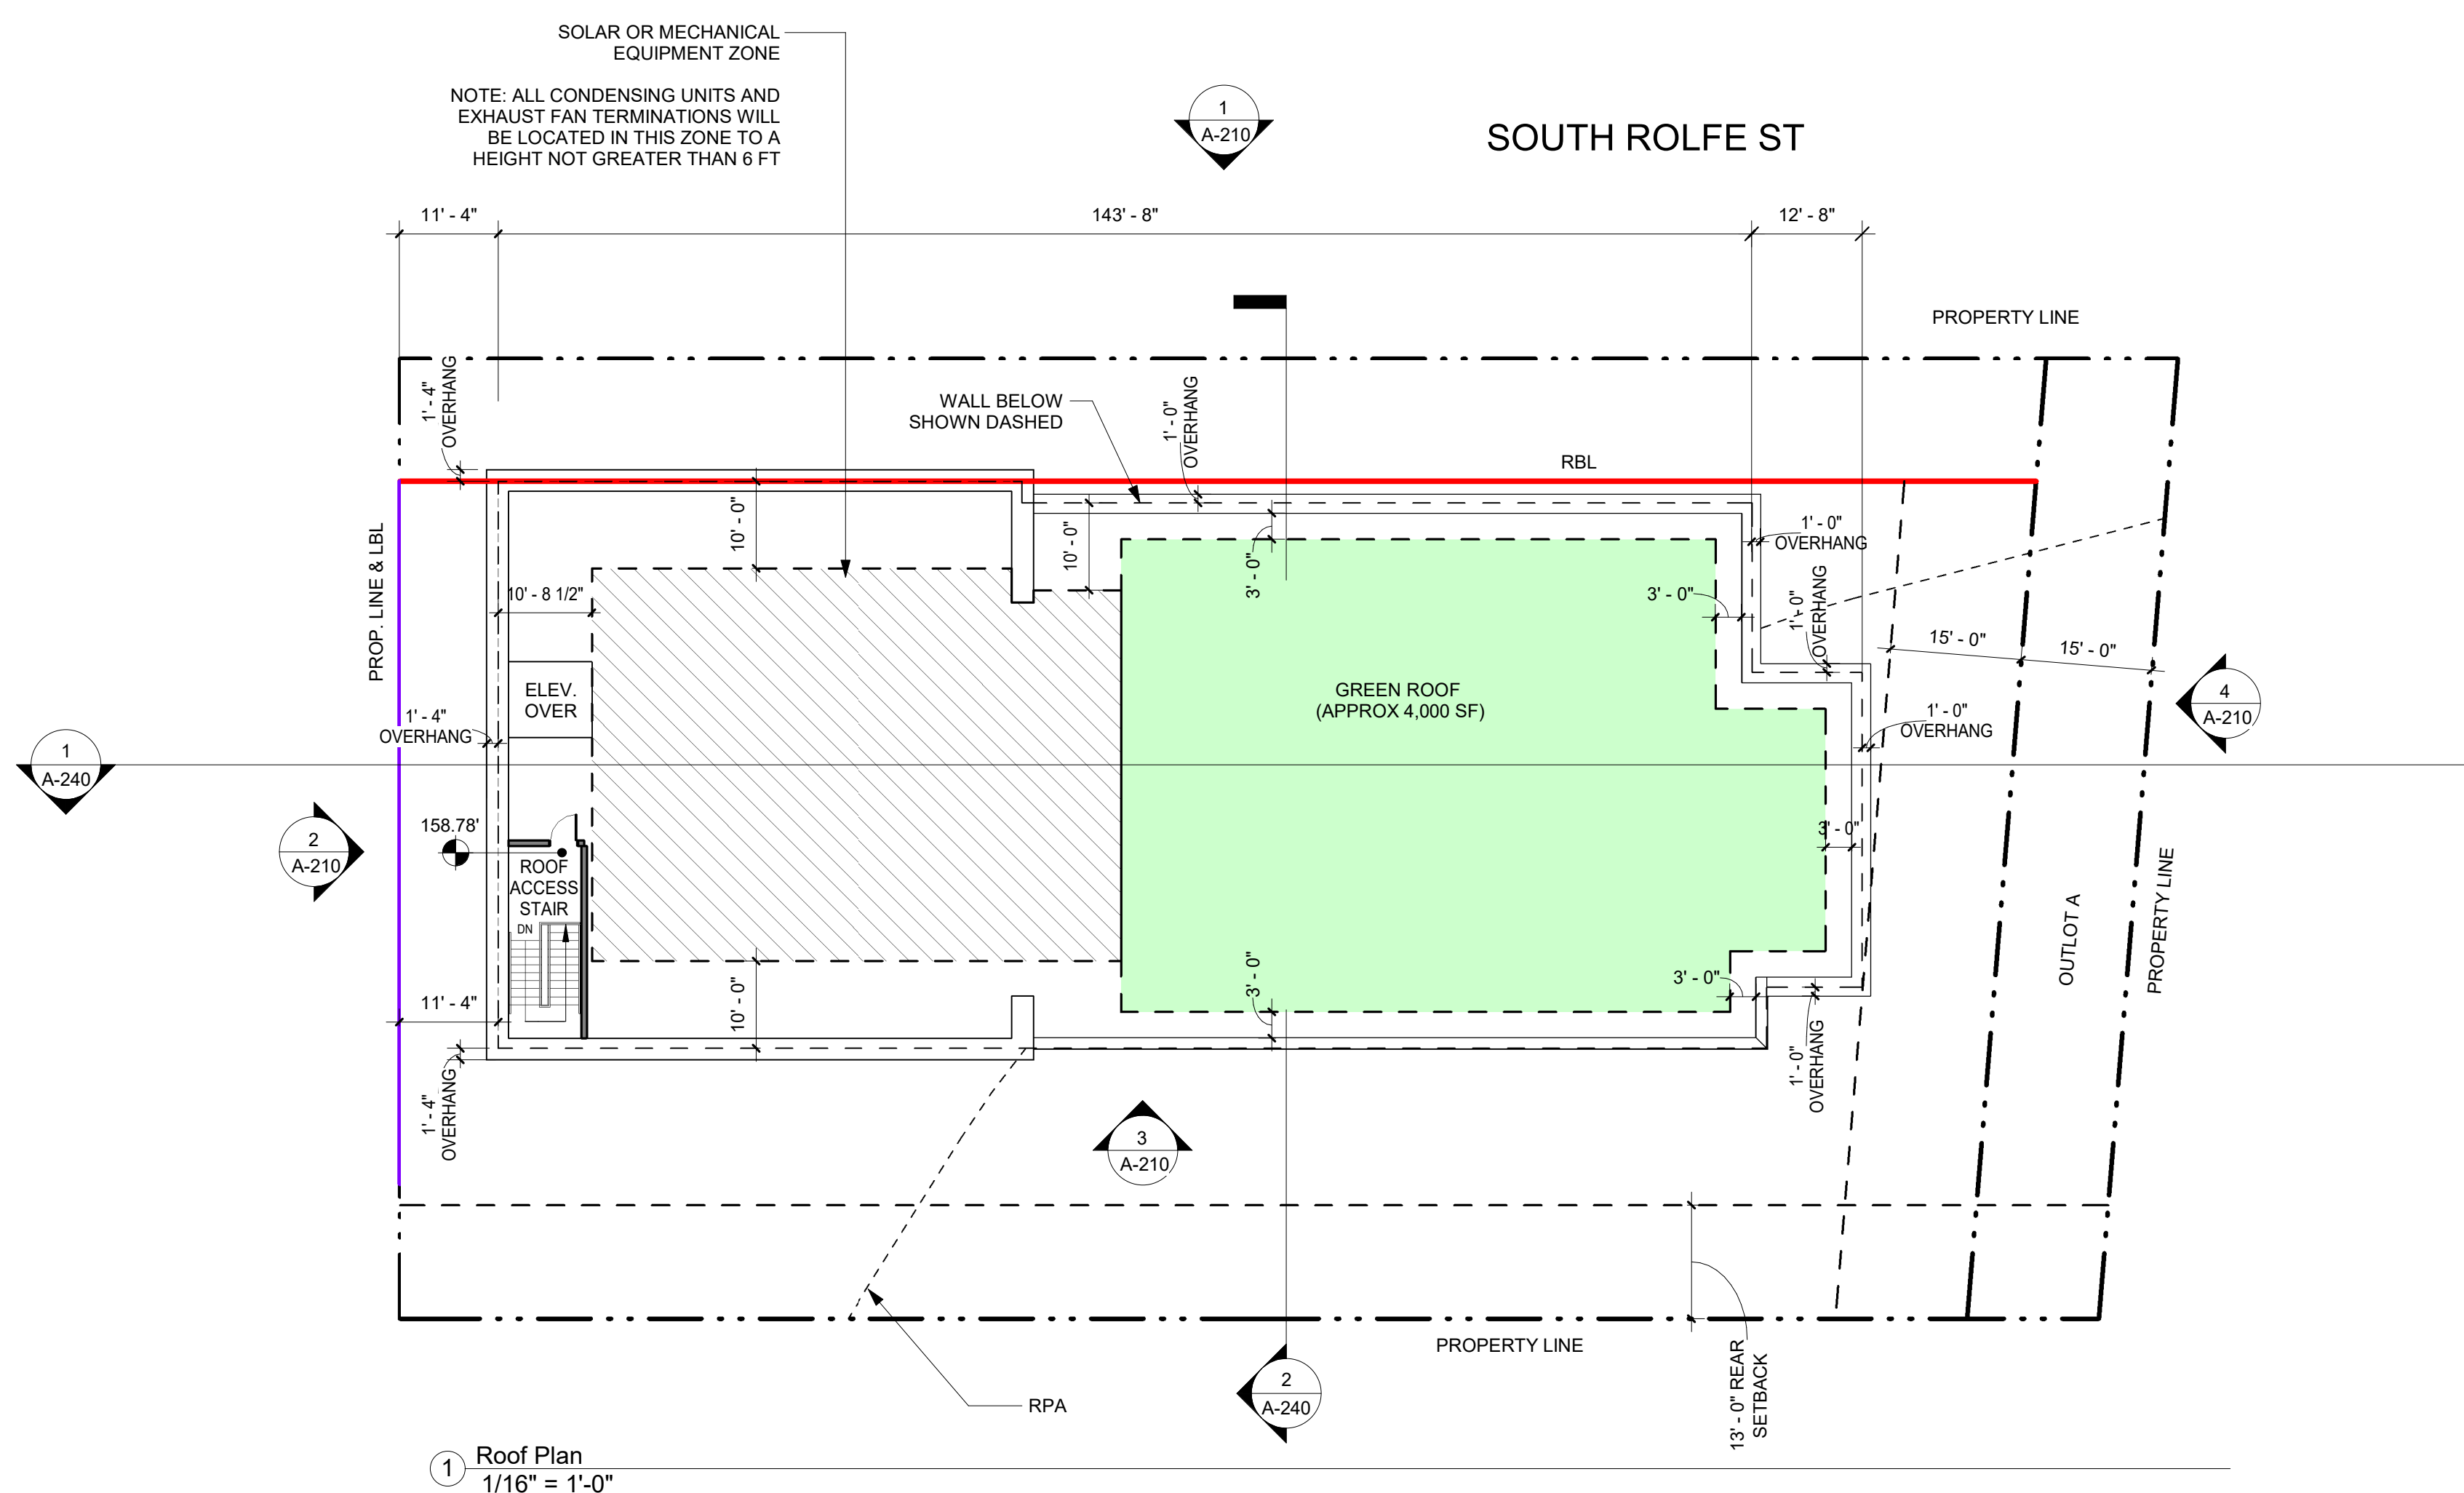 SOLAR OR MECHANICAL
EQUIPMENT ZONE
NOTE: ALL CONDENSING UNITS AND
EXHAUST FAN TERMINATIONS WILL
BE LOCATED IN THIS ZONE TO A
HEIGHT NOT GREATER THAN 6 FT
1
A-210
SOUTH ROLFE ST
11' - 4"
143' - 8"
12' - 8"
PROPERTY LINE
1' - 4"
OVERHANG
WALL BELOW
SHOWN DASHED
1' - 0"
OVERHANG
RBL
PROP. LINE & LBL
10' - 0"
10' - 0"
3' - 0"
1' - 0"
OVERHANG
10' - 8 1/2"
3' - 0"
1' - 0"
OVERHANG
15' - 0"
15' - 0"
ELEV.
OVER
GREEN ROOF
(APPROX 4,000 SF)
4
A-210
1' - 4"
OVERHANG
1' - 0"
OVERHANG
1
A-240
2
A-210
158.78'
3' - 0"
ROOF
ACCESS
STAIR
DN
OUTLOT A
PROPERTY LINE
11' - 4"
10' - 0"
3' - 0"
3' - 0"
1' - 4"
OVERHANG
1' - 0"
OVERHANG
3
A-210
PROPERTY LINE
13' - 0" REAR
SETBACK
2
A-240
RPA
1
Roof Plan
1/16" = 1'-0"